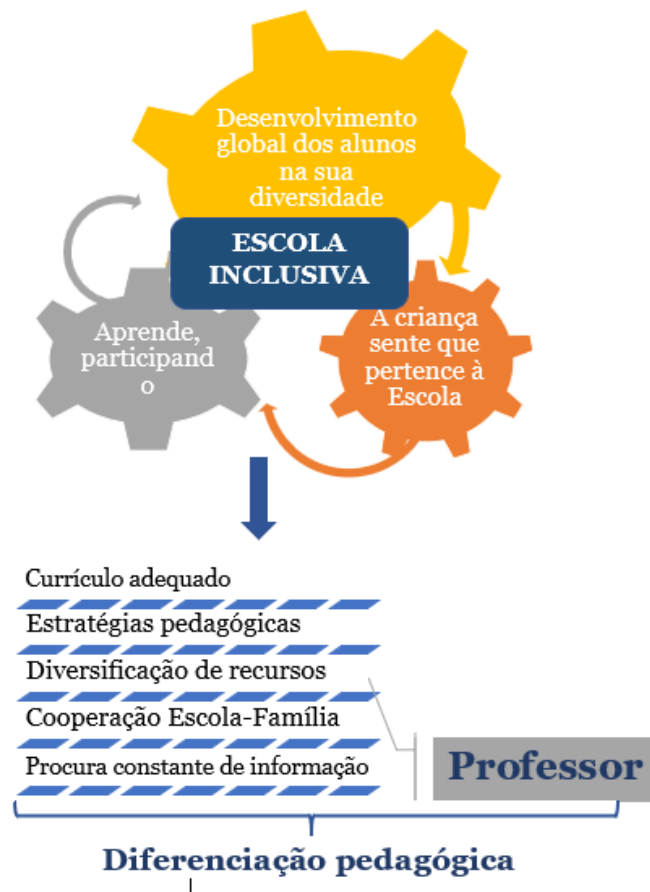 Desenvolvimento
global dos alunos
na sua
diversidade
ESCOLA
INCLUSIVA
Aprende,
participand
o
A criança
sente que
pertence à
Escola
Currículo adequado
Estratégias pedagógicas
Diversificação de recursos
Cooperação Escola-Família
Procura constante de informação
Professor
Diferenciação pedagógica